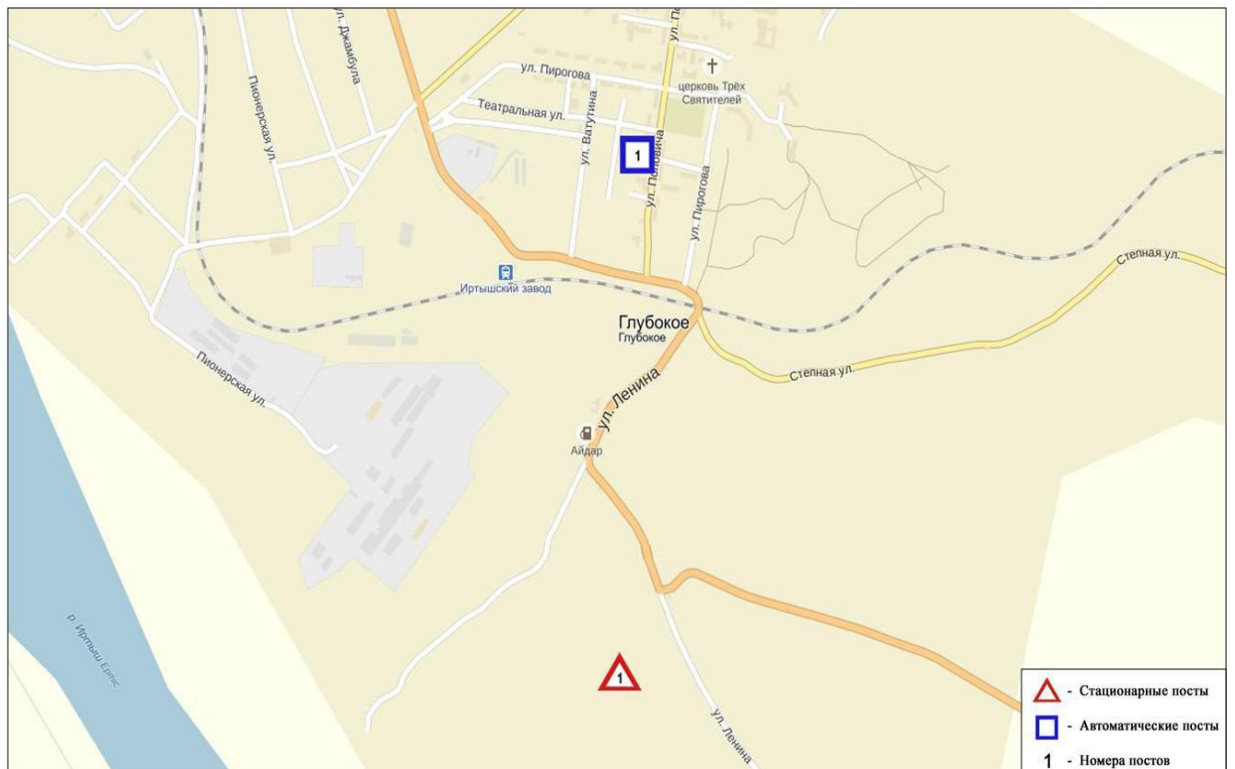 ул. По
ул. Джамбула
ул. Пирогова
церковь Трёх
Святителей
Пионерская ул.
Театральная ул.
ул. Ватутина
1
ул. Поповича
ул. Пирогова
Степная ул.
Иртышский завод
Глубокое
Глубокое
Степная ул.
Пионерская ул.
ул. Ленина
Айдар
р. Иртыш Ертіс
1
ул. Ленина
- Стационарные посты
- Автоматические посты
1 - Номера постов